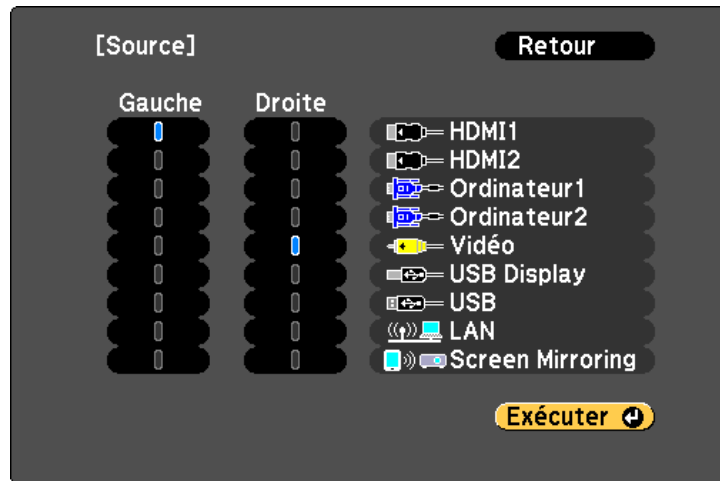 [Source] Retour
Gauche Droite
HDMI1
HDMI2
Ordinateur1
Ordinateur2
Vidéo
USB Display
USB
LAN
Screen Mirroring
Exécuter